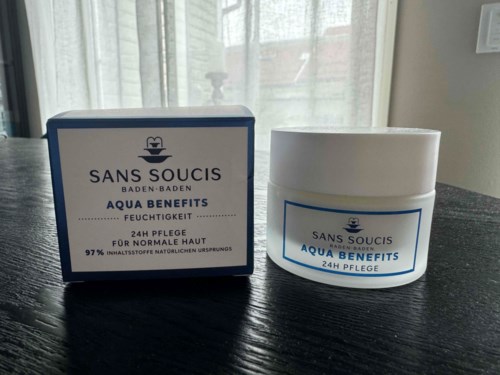 SANS SOUCIS
BADEN-BADEN
AQUA BENEFITS
FEUCHTIGKEIT
24H PFLEGE
FÜR NORMALE HAUT
97% INHALTSSTOFFE NATÜRLICHEN URSPRUNGS
SANS SOUCIS
BADEN-BADEN
AQUA BENEFITS
24H PFLEGE